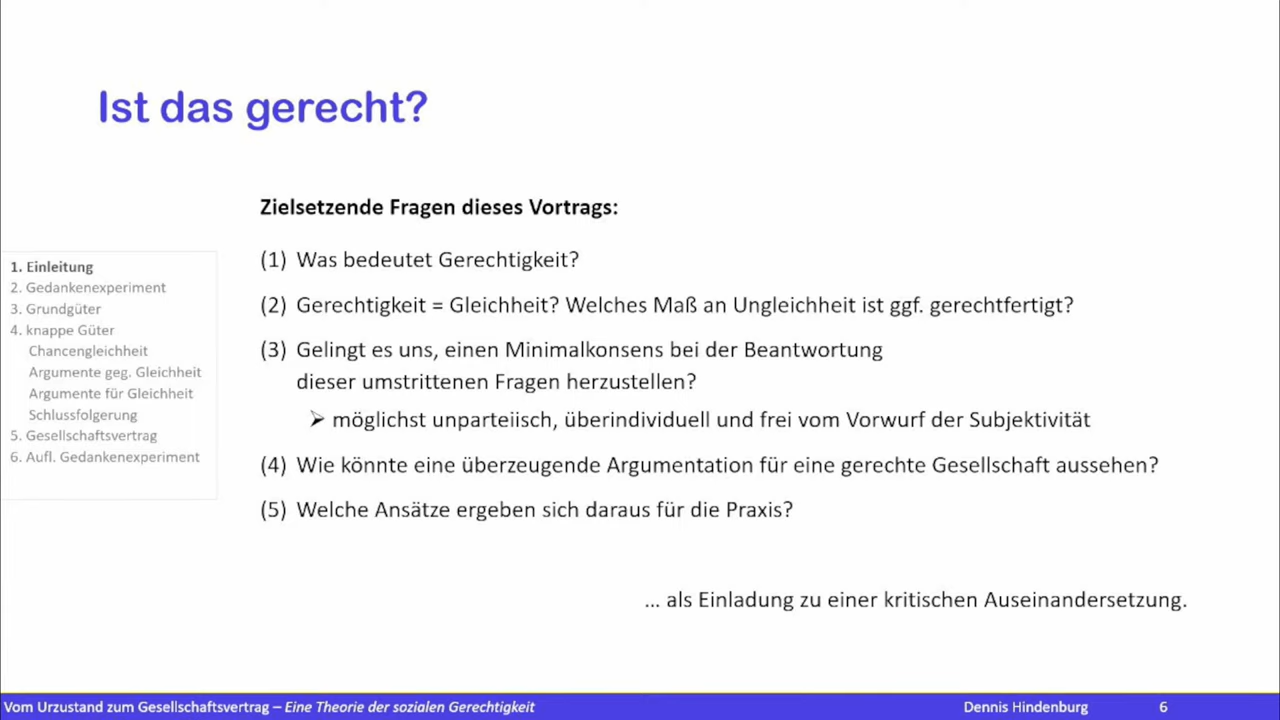 Ist das gerecht?
Zielsetzende Fragen dieses Vortrags:
1. Einleitung
2. Gedankenexperiment
3. Grundgüter
4. knappe Güter
Chancengleichheit
Argumente geg. Gleichheit
Argumente für Gleichheit
Schlussfolgerung
5. Gesellschaftsvertrag
6. Aufl. Gedankenexperiment
(1) Was bedeutet Gerechtigkeit?
(2) Gerechtigkeit = Gleichheit? Welches Maß an Ungleichheit ist ggf. gerechtfertigt?
(3) Gelingt es uns, einen Minimalkonsens bei der Beantwortung
dieser umstrittenen Fragen herzustellen?
➢ möglichst unparteiisch, überindividuell und frei vom Vorwurf der Subjektivität
(4) Wie könnte eine überzeugende Argumentation für eine gerechte Gesellschaft aussehen?
(5) Welche Ansätze ergeben sich daraus für die Praxis?
... als Einladung zu einer kritischen Auseinandersetzung.
Vom Urzustand zum Gesellschaftsvertrag – Eine Theorie der sozialen Gerechtigkeit
Dennis Hindenburg
6